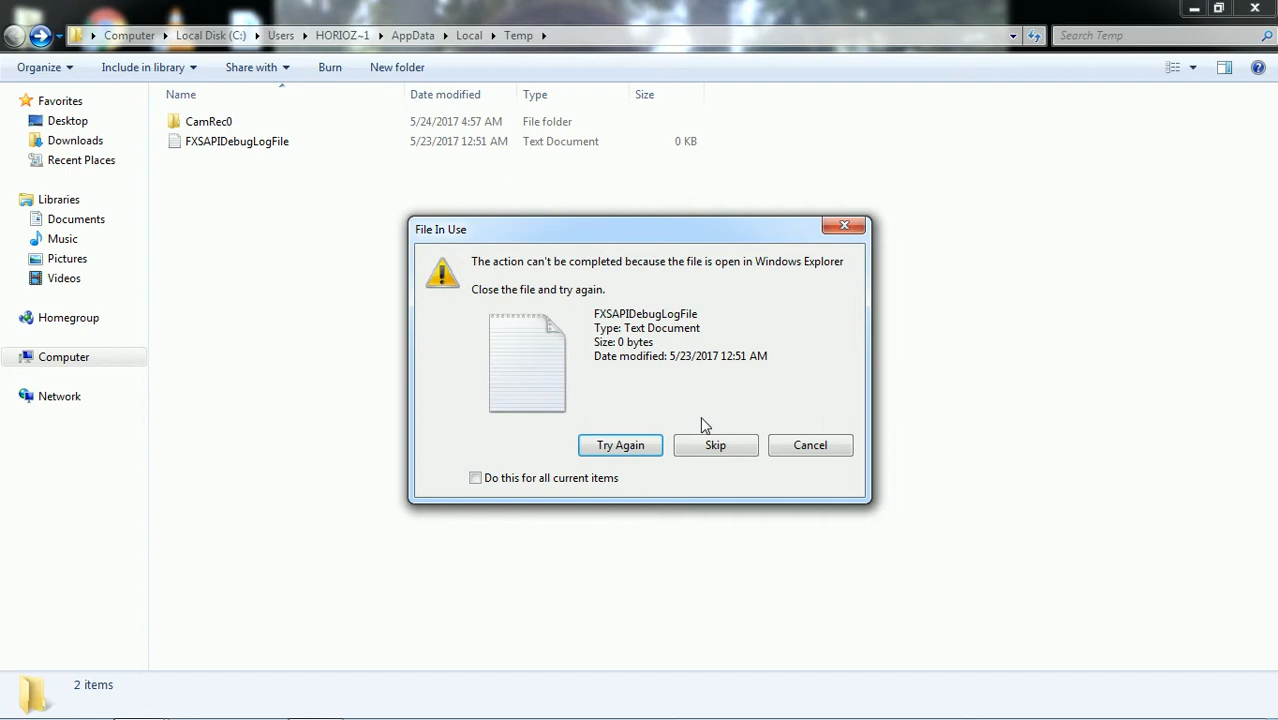 Computer Local Disk (C:) Users HORIOZ~1 AppData Local Temp Search Temp
Organize Include in library Share with Burn New folder
Name Date modified Type Size
Favorites
Desktop
Downloads
Recent Places
Libraries
Documents
Music
Pictures
Videos
Homegroup
Computer
Network
CamRec0 5/24/2017 4:57 AM File folder
FXSAPIDebugLogFile 5/23/2017 12:51 AM Text Document 0 KB
File In Use
The action can't be completed because the file is open in Windows Explorer
Close the file and try again.
FXSAPIDebugLogFile
Type: Text Document
Size: 0 bytes
Date modified: 5/23/2017 12:51 AM
Try Again Skip Cancel
Do this for all current items
2 items